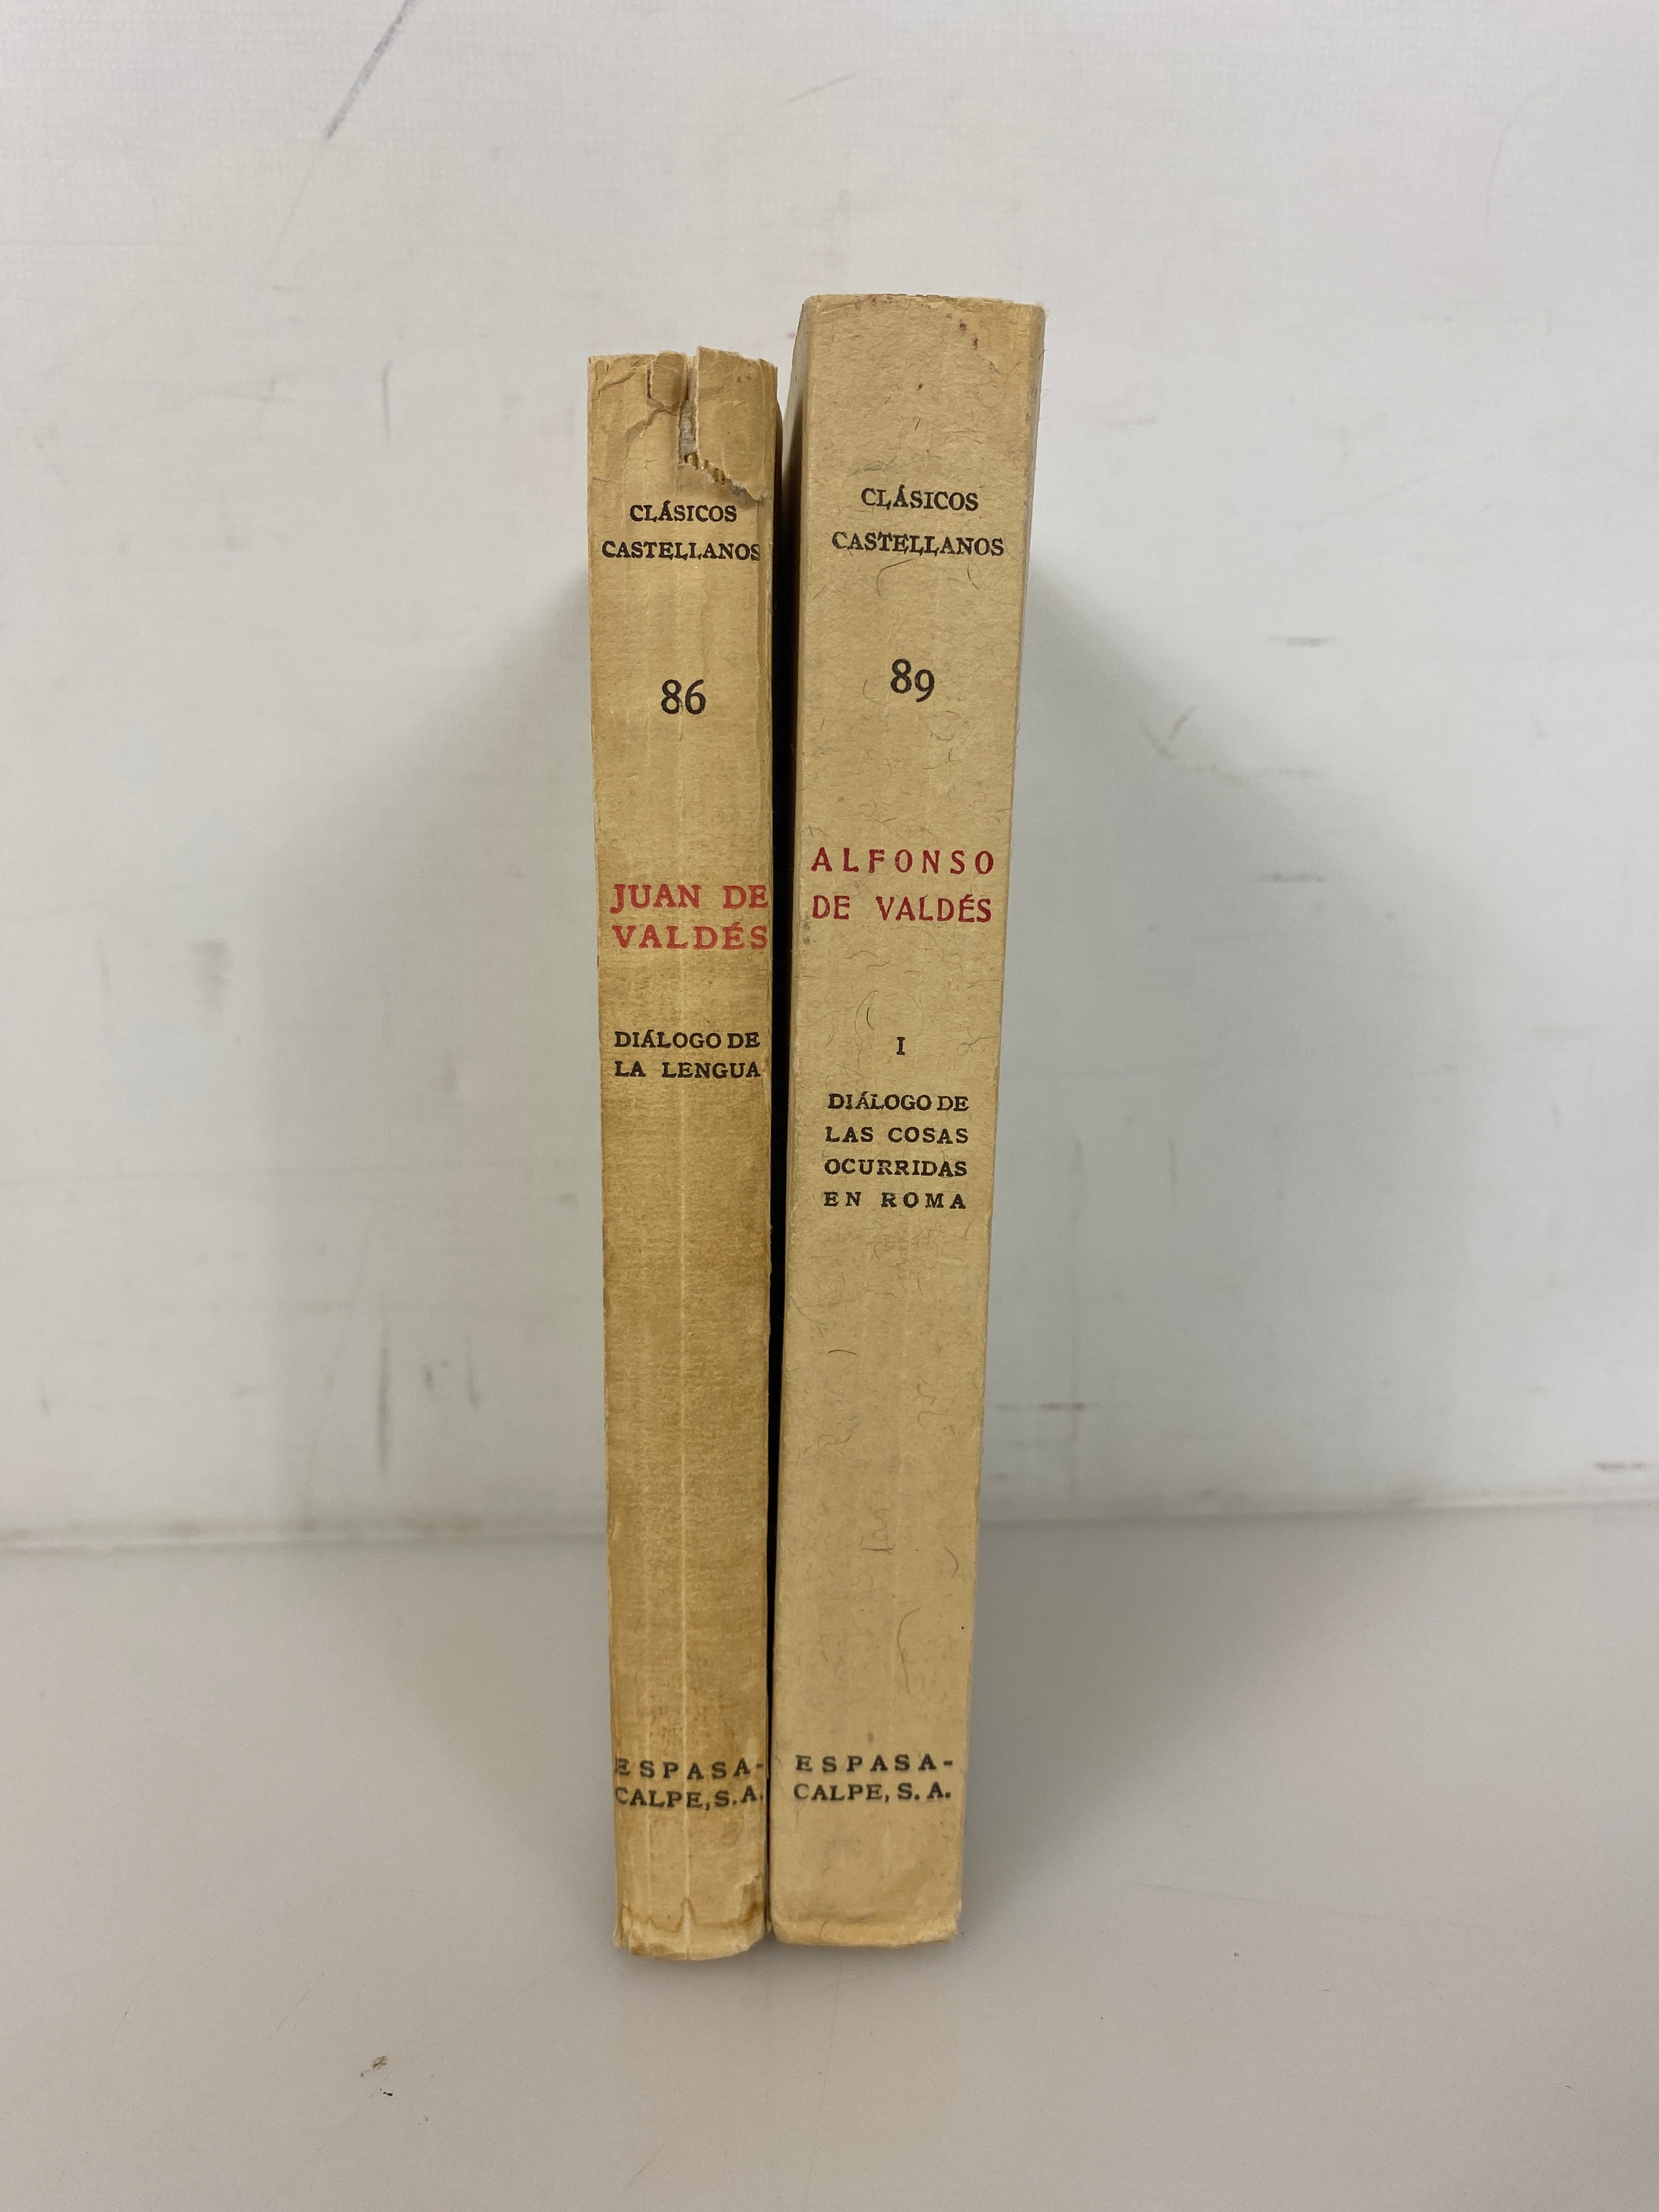 CLÁSICOS
CASTELLANOS
86
JUAN DE
VALDÉS
DIÁLOGO DE
LA LENGUA
ESPASA-
CALPE, S. A.
CLÁSICOS
CASTELLANOS
89
ALFONSO
DE VALDÉS
I
DIÁLOGO DE
LAS COSAS
OCURRIDAS
EN ROMA
ESPASA-
CALPE, S. A.